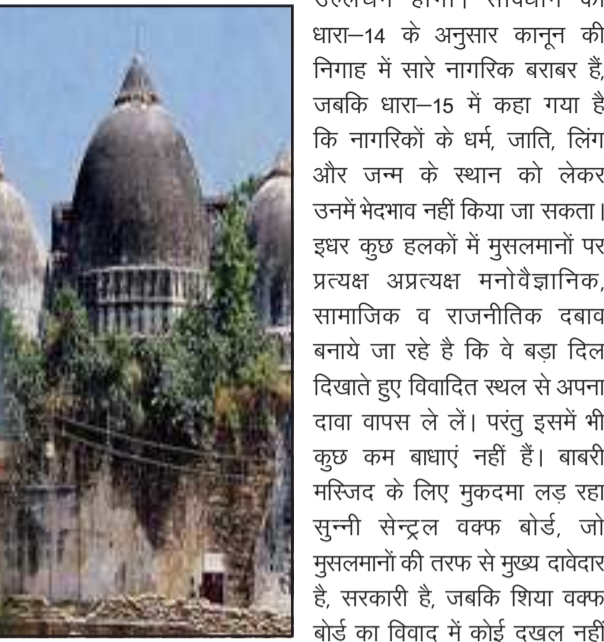 उल्लंघन होगा। संविधान की
धारा–14 के अनुसार कानून की
निगाह में सारे नागरिक बराबर हैं,
जबकि धारा–15 में कहा गया है
कि नागरिकों के धर्म, जाति, लिंग
और जन्म के स्थान को लेकर
उनमें भेदभाव नहीं किया जा सकता।
इधर कुछ हलकों में मुसलमानों पर
प्रत्यक्ष अप्रत्यक्ष मनोवैज्ञानिक,
सामाजिक व राजनीतिक दबाव
बनाये जा रहे है कि वे बड़ा दिल
दिखाते हुए विवादित स्थल से अपना
दावा वापस ले लें। परंतु इसमें भी
कुछ कम बाधाएं नहीं हैं। बाबरी
मस्जिद के लिए मुकदमा लड़ रहा
सुन्नी सेन्ट्रल वक्फ बोर्ड, जो
मुसलमानों की तरफ से मुख्य दावेदार
है, सरकारी है, जबकि शिया वक्फ
बोर्ड का विवाद में कोई दखल नहीं